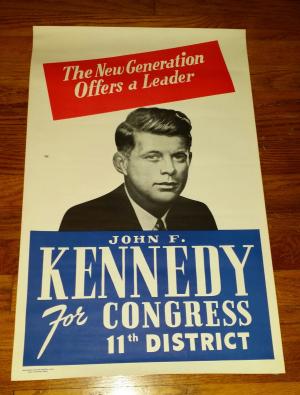 The New Generation
Offers a Leader
JOHN F.
KENNEDY
For CONGRESS
11th DISTRICT